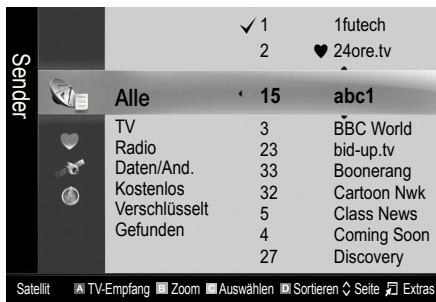 Sender
✓ 1 1futech
2 ♥ 24ore.tv
Alle 15 abc1
TV 3 BBC World
Radio 23 bid-up.tv
Daten/And. 33 Boonerang
Kostenlos 32 Cartoon Nwk
Verschlüsselt 5 Class News
Gefunden 4 Coming Soon
27 Discovery
Satellit A TV-Empfang B Zoom C Auswählen D Sortieren Seite Extras